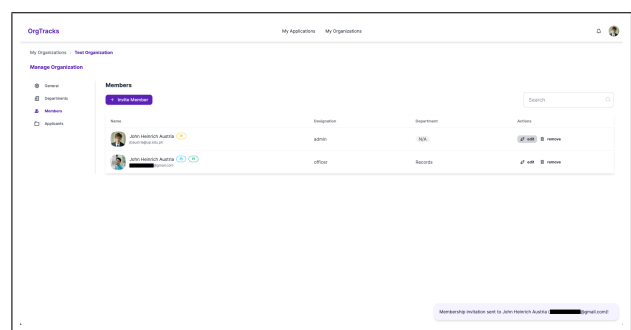 OrgTracks
My Applications My Organizations
My Organizations Test Organization
Manage Organization
General
Departments
Members
Applicants
Members
+ Invite Member
Search
Name Designation Department Actions
John Heinrich Austria
admin N/A edit remove
John Heinrich Austria
@gmail.com
officer Records edit remove
Membership invitation sent to John Heinrich Austria ( @gmail.com)!